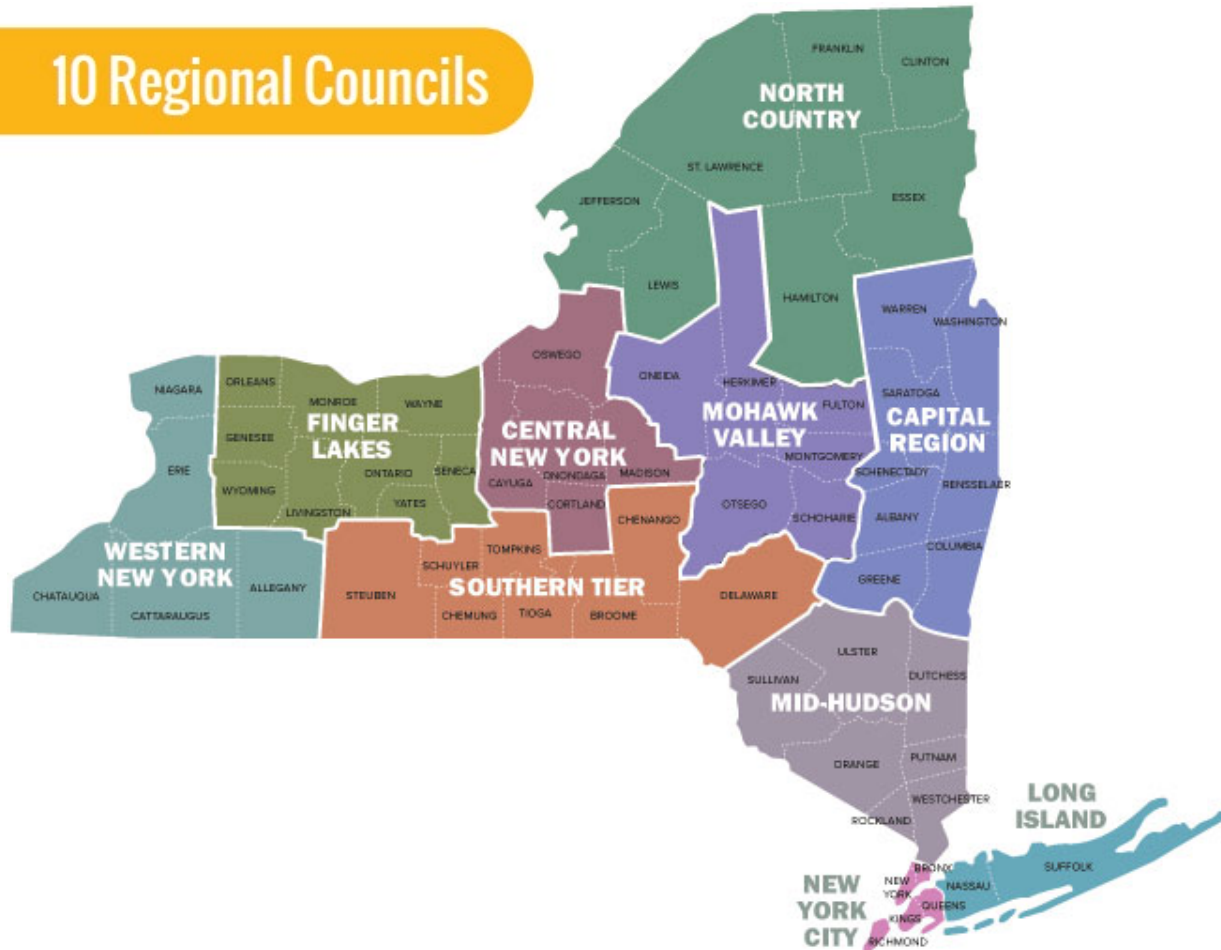 10 Regional Councils
FRANKLIN
CLINTON
NORTH
COUNTRY
ST. LAWRENCE
JEFFERSON
ESSEX
LEWIS
HAMILTON
WARREN
WASHINGTON
OSWEGO
ONEIDA
HERKIMER
FULTON
SARATOGA
MOHAWK
VALLEY
CAPITAL
REGION
MONTGOMERY
SCHENECTADY
RENSSELAER
OTSEGO
SCHOHARIE
ALBANY
COLUMBIA
GREENE
NIAGARA
ORLEANS
MONROE
WAYNE
FINGER
LAKES
GENESEE
ERIE
ONTARIO
SENECA
WYOMING
YATES
LIVINGSTON
CENTRAL
NEW YORK
CAYUGA
ONONDAGA
MADISON
CORTLAND
CHENANGO
WESTERN
NEW YORK
CHATAUQUA
CATTARAUGUS
ALLEGANY
TOMPKINS
SCHUYLER
SOUTHERN TIER
STEUBEN
CHEMUNG
TIOGA
BROOME
DELAWARE
ULSTER
SULLIVAN
DUTCHESS
MID-HUDSON
ORANGE
PUTNAM
WESTCHESTER
ROCKLAND
LONG
ISLAND
BRONX
SUFFOLK
NEW
YORK
NASSAU
QUEENS
KINGS
RICHMOND
NEW
YORK
CITY